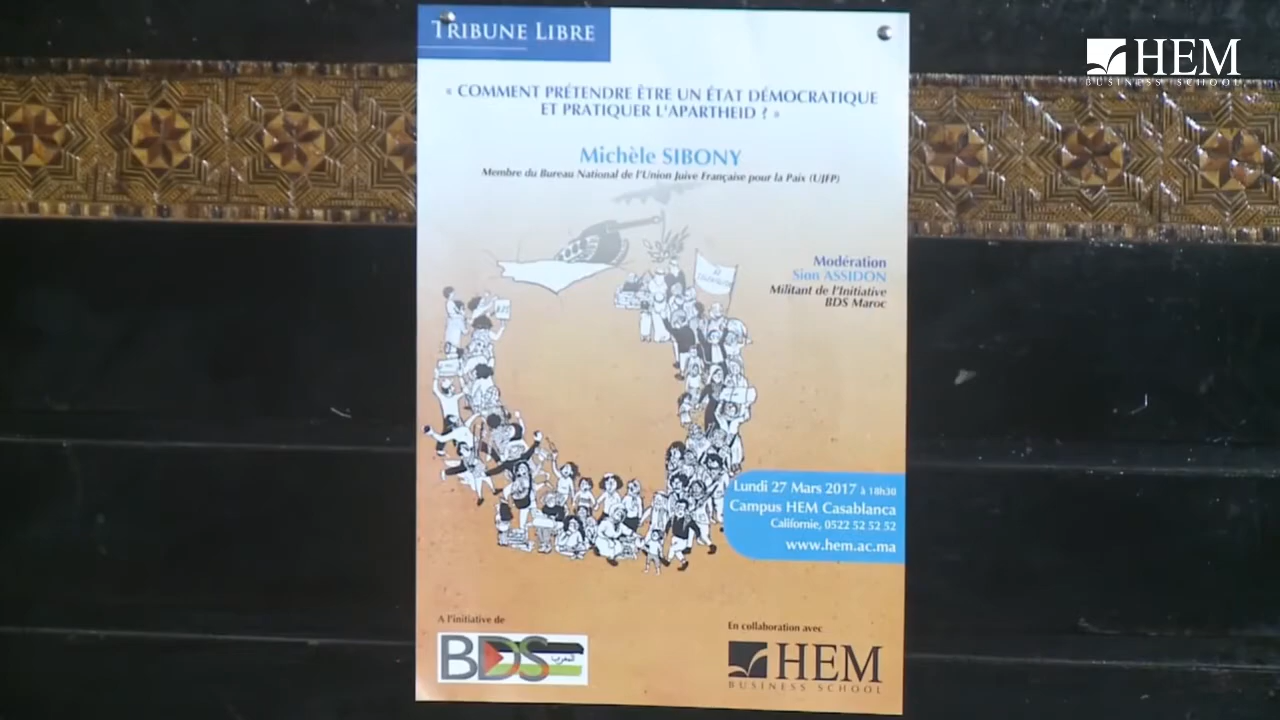 TRIBUNE LIBRE
HEM
BUSINESS SCHOOL
« COMMENT PRÉTENDRE ÊTRE UN ÉTAT DÉMOCRATIQUE
ET PRATIQUER L'APARTHEID ? »
Michèle SIBONY
Membre du Bureau National de l'Union Juive Française pour la Paix (UJFP)
Modération
Sion ASSIDON
Militant de l'Initiative
BDS Maroc
Lundi 27 Mars 2017 à 18h30
Campus HEM Casablanca
Californie, 0522 52 52 52
www.hem.ac.ma
A l'initiative de
BDS المغرب
En collaboration avec
HEM
BUSINESS SCHOOL